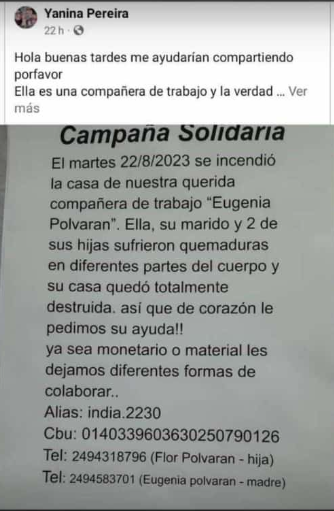 Yanina Pereira
22 h ·
Hola buenas tardes me ayudarían compartiendo
porfavor
Ella es una compañera de trabajo y la verdad ... Ver
más
Campaña Solidaria
El martes 22/8/2023 se incendió
la casa de nuestra querida
compañera de trabajo “Eugenia
Polvaran”. Ella, su marido y 2 de
sus hijas sufrieron quemaduras
en diferentes partes del cuerpo y
su casa quedó totalmente
destruida. así que de corazón le
pedimos su ayuda!!
ya sea monetario o material les
dejamos diferentes formas de
colaborar..
Alias: india.2230
Cbu: 0140339603630250790126
Tel: 2494318796 (Flor Polvaran - hija)
Tel: 2494583701 (Eugenia polvaran - madre)